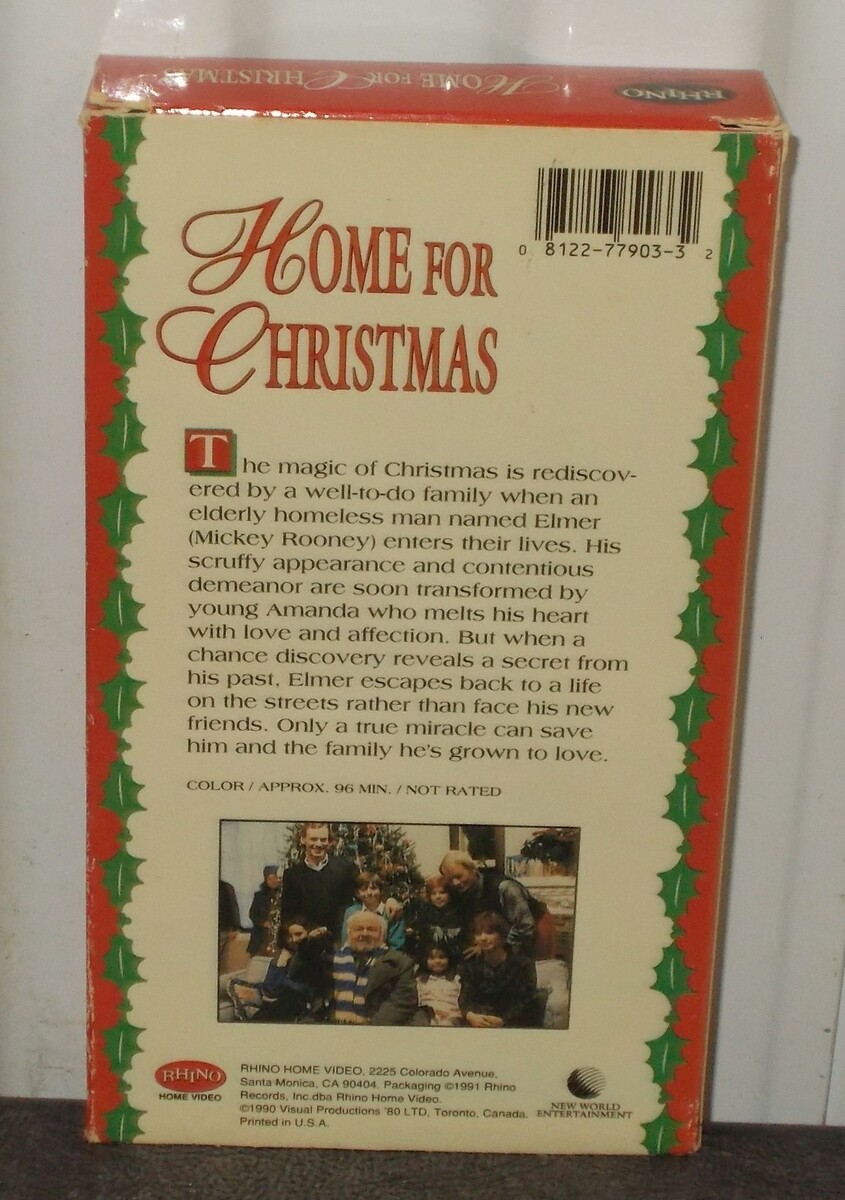 HOME FOR CHRISTMAS
RHINO
0 8122-77903-3 2
HOME FOR
CHRISTMAS
The magic of Christmas is rediscov-
ered by a well-to-do family when an
elderly homeless man named Elmer
(Mickey Rooney) enters their lives. His
scruffy appearance and contentious
demeanor are soon transformed by
young Amanda who melts his heart
with love and affection. But when a
chance discovery reveals a secret from
his past, Elmer escapes back to a life
on the streets rather than face his new
friends. Only a true miracle can save
him and the family he's grown to love.
COLOR / APPROX. 96 MIN. / NOT RATED
RHINO
HOME VIDEO
RHINO HOME VIDEO, 2225 Colorado Avenue,
Santa Monica, CA 90404. Packaging ©1991 Rhino
Records, Inc.dba Rhino Home Video.
©1990 Visual Productions '80 LTD, Toronto, Canada.
Printed in U.S.A.
NEW WORLD
ENTERTAINMENT